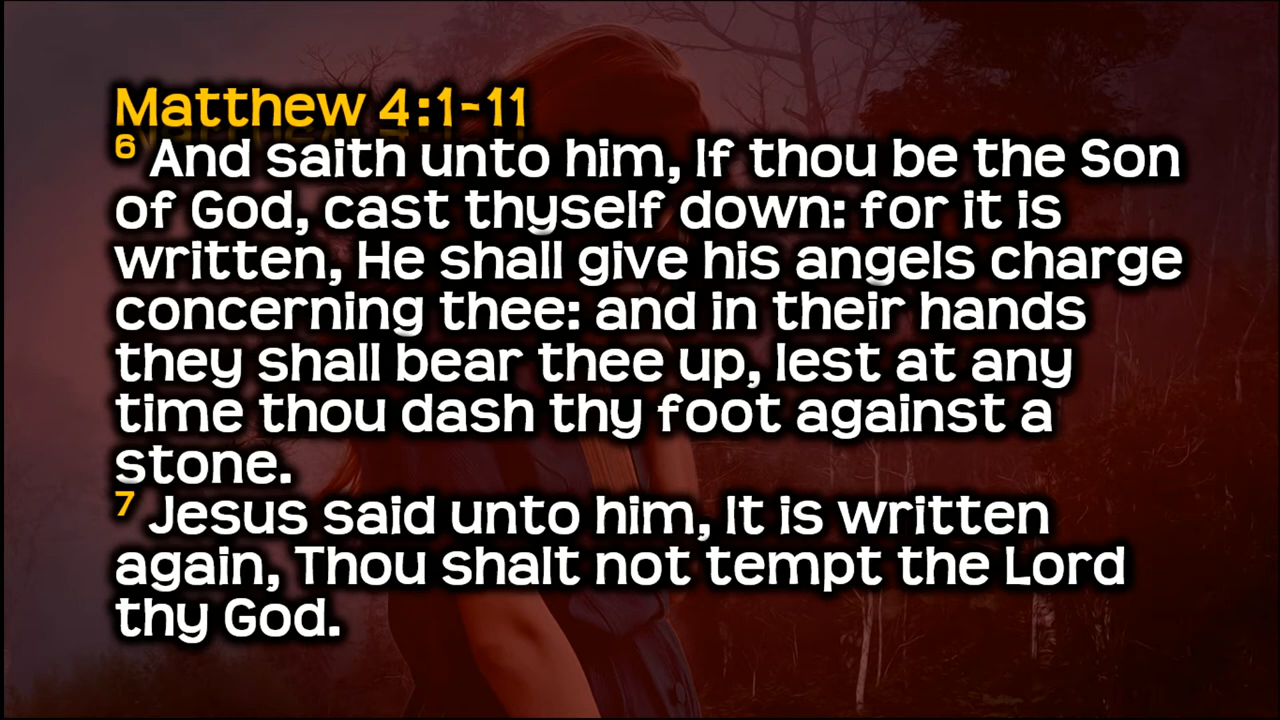 Matthew 4:1-11
6 And saith unto him, If thou be the Son
of God, cast thyself down: for it is
written, He shall give his angels charge
concerning thee: and in their hands
they shall bear thee up, lest at any
time thou dash thy foot against a
stone.
7 Jesus said unto him, It is written
again, Thou shalt not tempt the Lord
thy God.